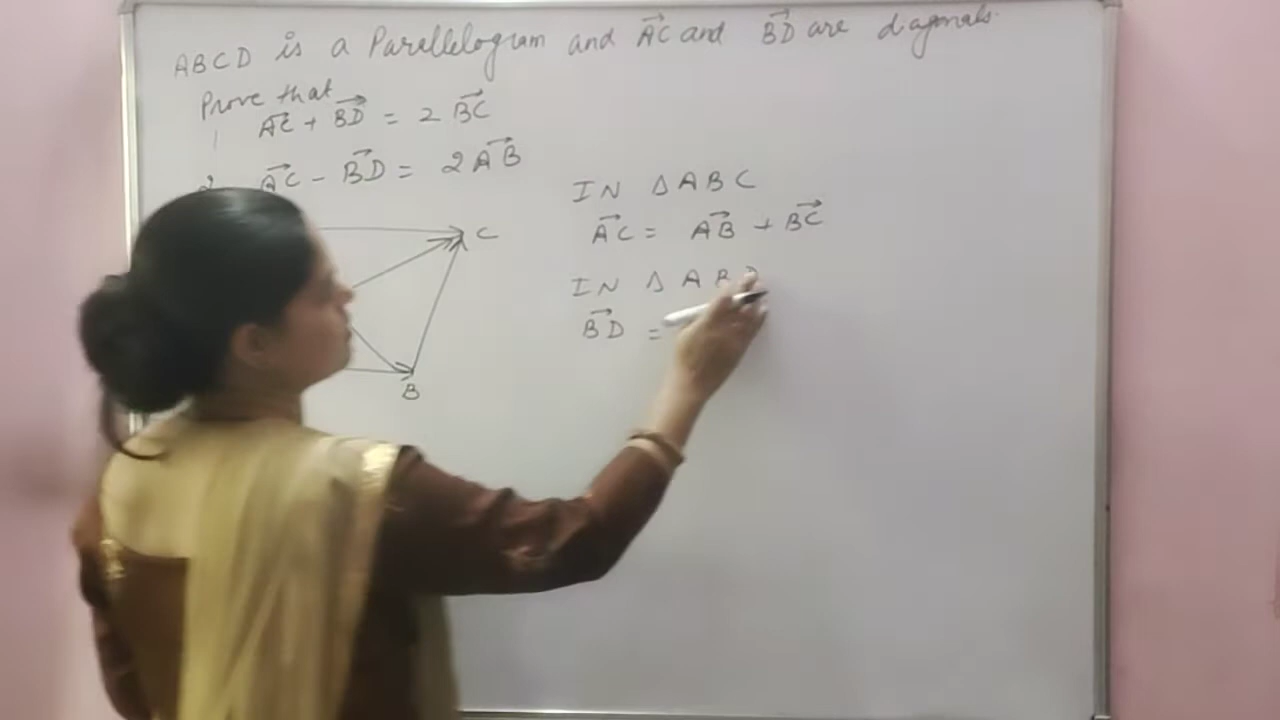 ABCD is a Parallelogram and AC⃗ and BD⃗ are diagonals.
Prove that
1 AC⃗ + BD⃗ = 2 BC⃗
2 AC⃗ - BD⃗ = 2 AB⃗
C
B
IN Δ ABC
AC⃗ = AB⃗ + BC⃗
IN Δ AB
BD⃗ =